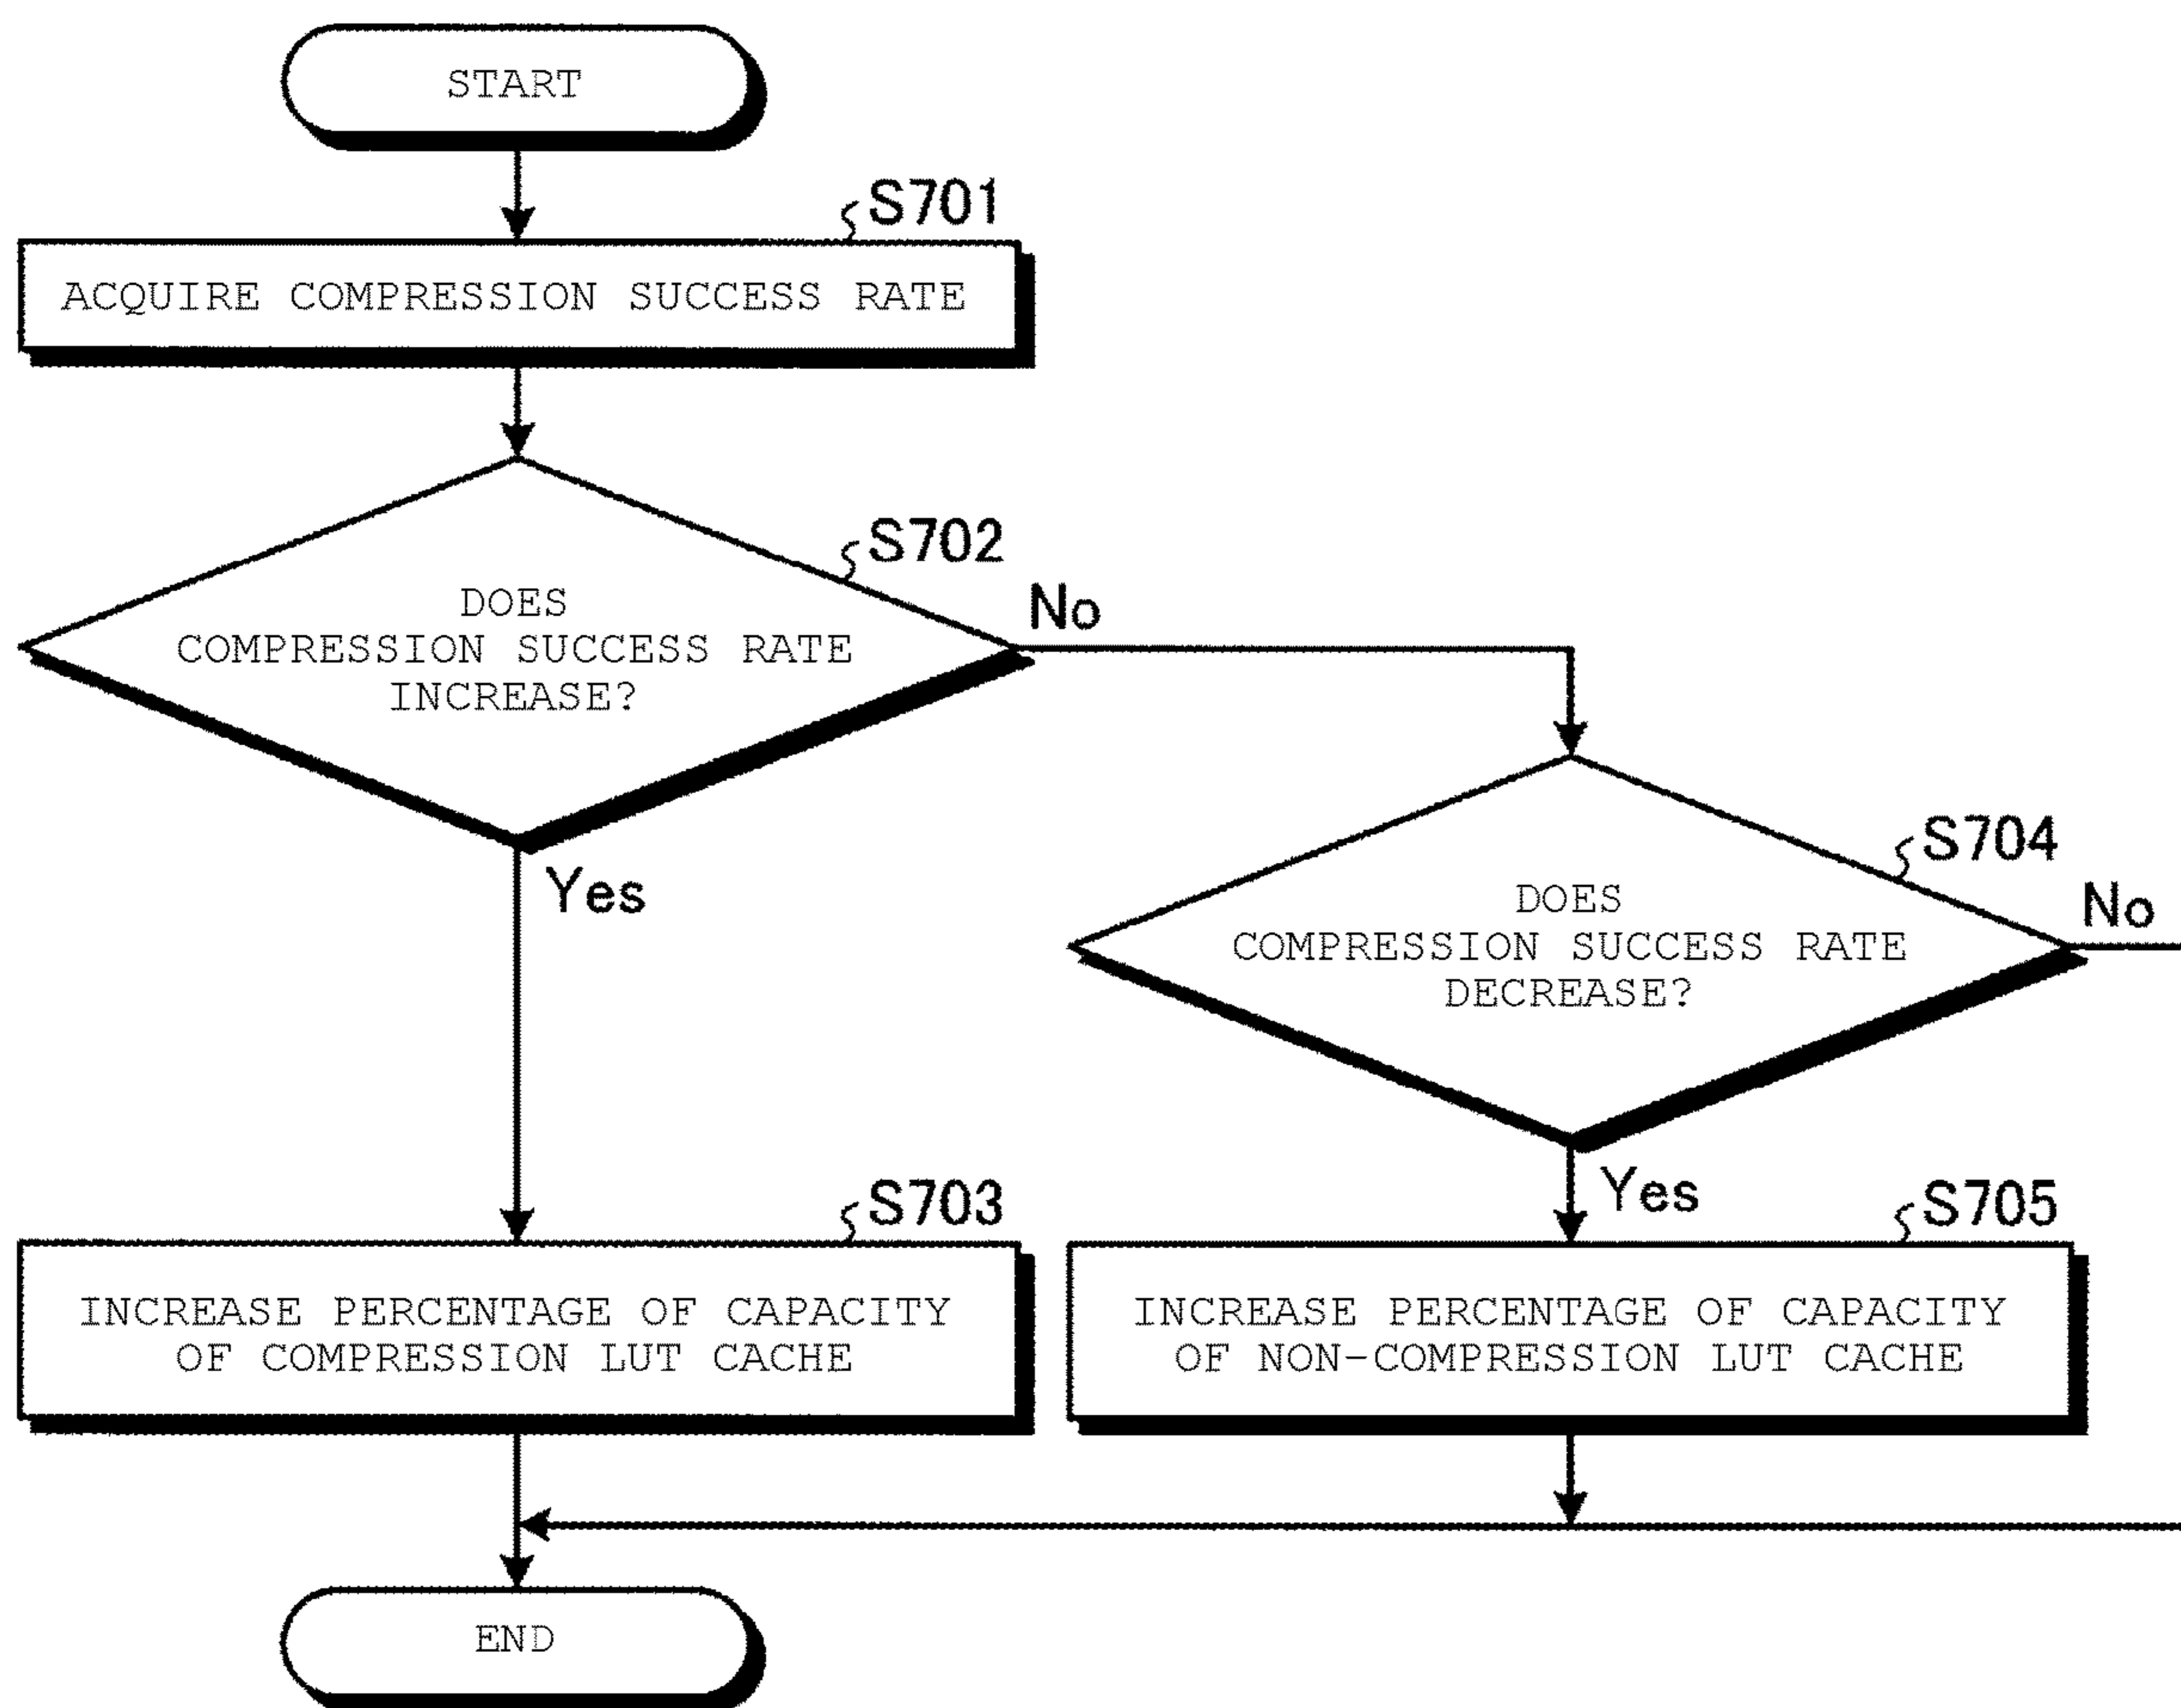 START
S701
ACQUIRE COMPRESSION SUCCESS RATE
S702
DOES
COMPRESSION SUCCESS RATE
INCREASE?
No
Yes
S704
DOES
COMPRESSION SUCCESS RATE
DECREASE?
No
Yes
S703
INCREASE PERCENTAGE OF CAPACITY
OF COMPRESSION LUT CACHE
S705
INCREASE PERCENTAGE OF CAPACITY
OF NON-COMPRESSION LUT CACHE
END